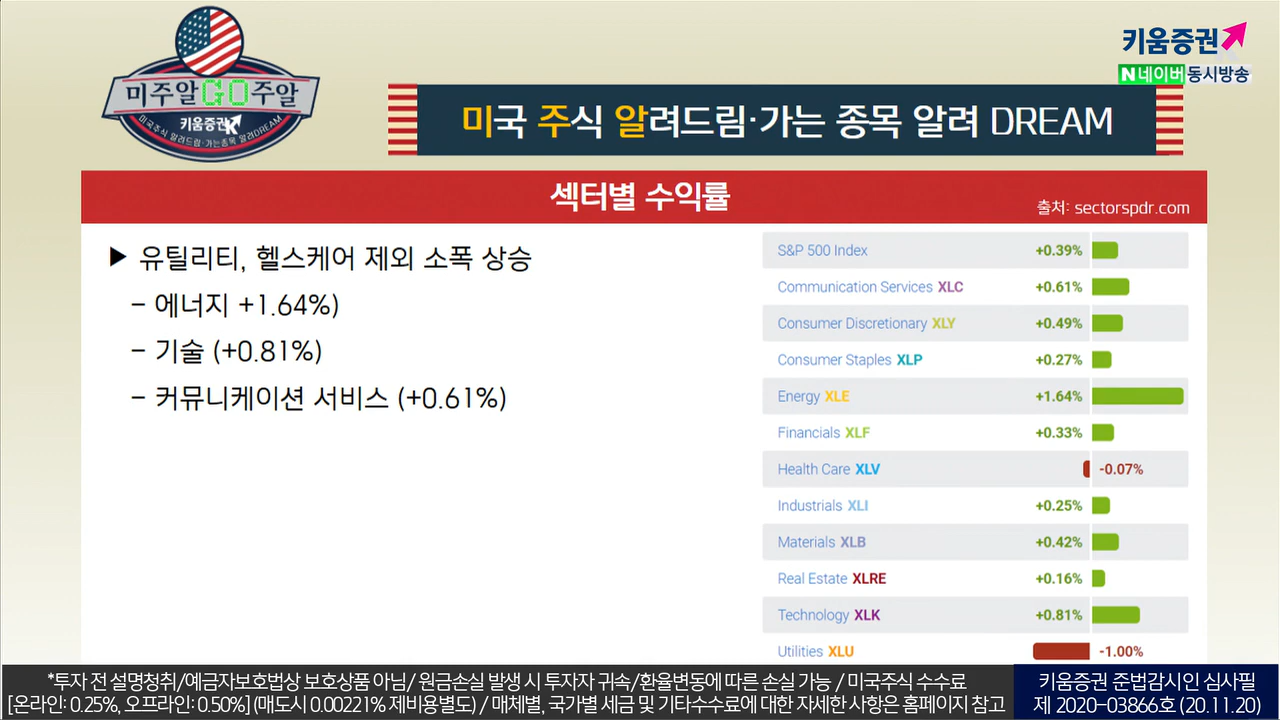 미주알GO주알
키움증권
미국주식 알려드림·가는종목 알려DREAM
키움증권
N네이버 동시방송
미국 주식 알려드림·가는 종목 알려 DREAM
섹터별 수익률
출처: sectorspdr.com
▶ 유틸리티, 헬스케어 제외 소폭 상승
– 에너지 +1.64%)
– 기술 (+0.81%)
– 커뮤니케이션 서비스 (+0.61%)
S&P 500 Index +0.39%
Communication Services XLC +0.61%
Consumer Discretionary XLY +0.49%
Consumer Staples XLP +0.27%
Energy XLE +1.64%
Financials XLF +0.33%
Health Care XLV -0.07%
Industrials XLI +0.25%
Materials XLB +0.42%
Real Estate XLRE +0.16%
Technology XLK +0.81%
Utilities XLU -1.00%
*투자 전 설명청취/예금자보호법상 보호상품 아님/ 원금손실 발생 시 투자자 귀속/환율변동에 따른 손실 가능 / 미국주식 수수료
[온라인: 0.25%, 오프라인: 0.50%] (매도시 0.00221% 제비용별도) / 매체별, 국가별 세금 및 기타수수료에 대한 자세한 사항은 홈페이지 참고
키움증권 준법감시인 심사필
제 2020-03866호 (20.11.20)